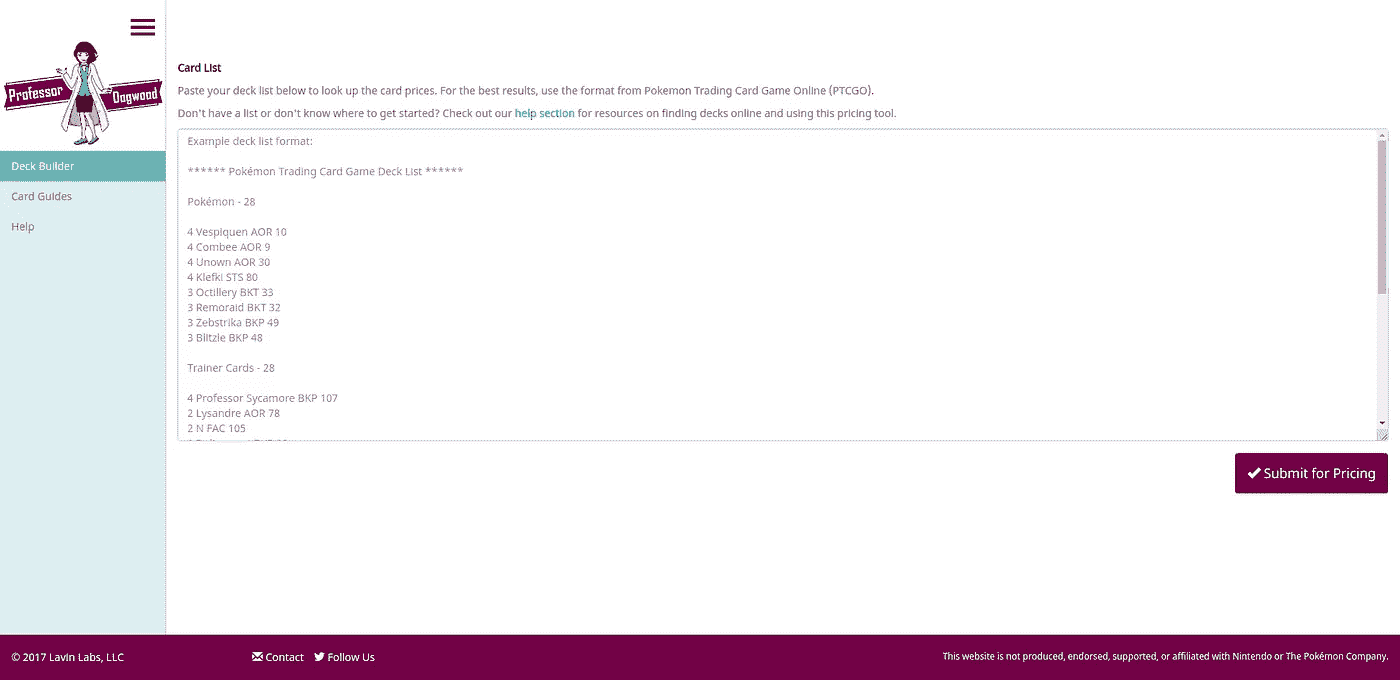 Professor
Dagwood
Deck Builder
Card Guides
Help
Card List
Paste your deck list below to look up the card prices. For the best results, use the format from Pokemon Trading Card Game Online (PTCGO).
Don't have a list or don't know where to get started? Check out our help section for resources on finding decks online and using this pricing tool.
Example deck list format:
****** Pokémon Trading Card Game Deck List ******
Pokémon - 28
4 Vespiquen AOR 10
4 Combee AOR 9
4 Unown AOR 30
4 Klefki STS 80
3 Octillery BKT 33
3 Remoraid BKT 32
3 Zebstrika BKP 49
3 Blitzle BKP 48
Trainer Cards - 28
4 Professor Sycamore BKP 107
2 Lysandre AOR 78
2 N FAC 105
Submit for Pricing
© 2017 Lavin Labs, LLC
Contact
Follow Us
This website is not produced, endorsed, supported, or affiliated with Nintendo or The Pokémon Company.